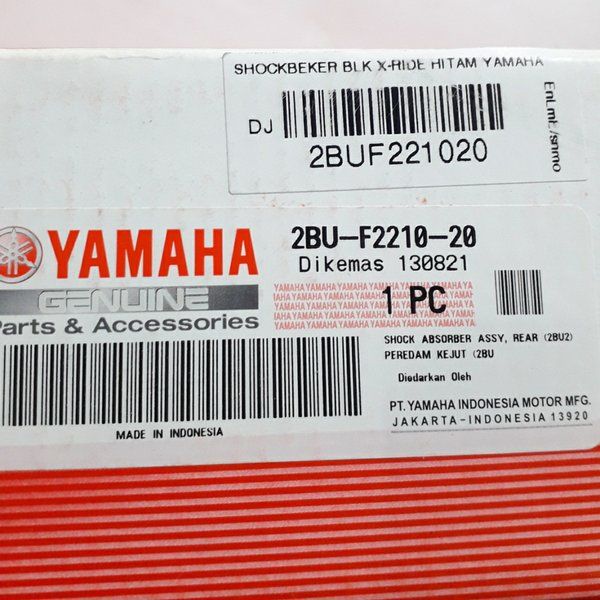 SHOCKBEKER BLK X-RIDE HITAM YAMAHA
DJ
2BUF221020
YAMAHA
GENUINE
Parts & Accessories
2BU-F2210-20
Dikemas 130821
1 PC
SHOCK ABSORBER ASSY, REAR (2BU2)
PEREDAM KEJUT (2BU
Diedarkan Oleh
PT. YAMAHA INDONESIA MOTOR MFG.
JAKARTA-INDONESIA 13920
MADE IN INDONESIA